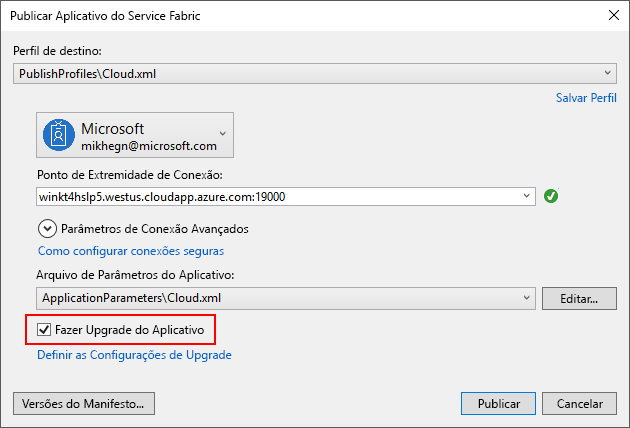 Publicar Aplicativo do Service Fabric
Perfil de destino:
PublishProfiles\Cloud.xml
Salvar Perfil
Microsoft
mikhegn@microsoft.com
Ponto de Extremidade de Conexão:
winkt4hslp5.westus.cloudapp.azure.com:19000
Parâmetros de Conexão Avançados
Como configurar conexões seguras
Arquivo de Parâmetros do Aplicativo:
ApplicationParameters\Cloud.xml
Editar...
Fazer Upgrade do Aplicativo
Definir as Configurações de Upgrade
Versões do Manifesto...
Publicar
Cancelar